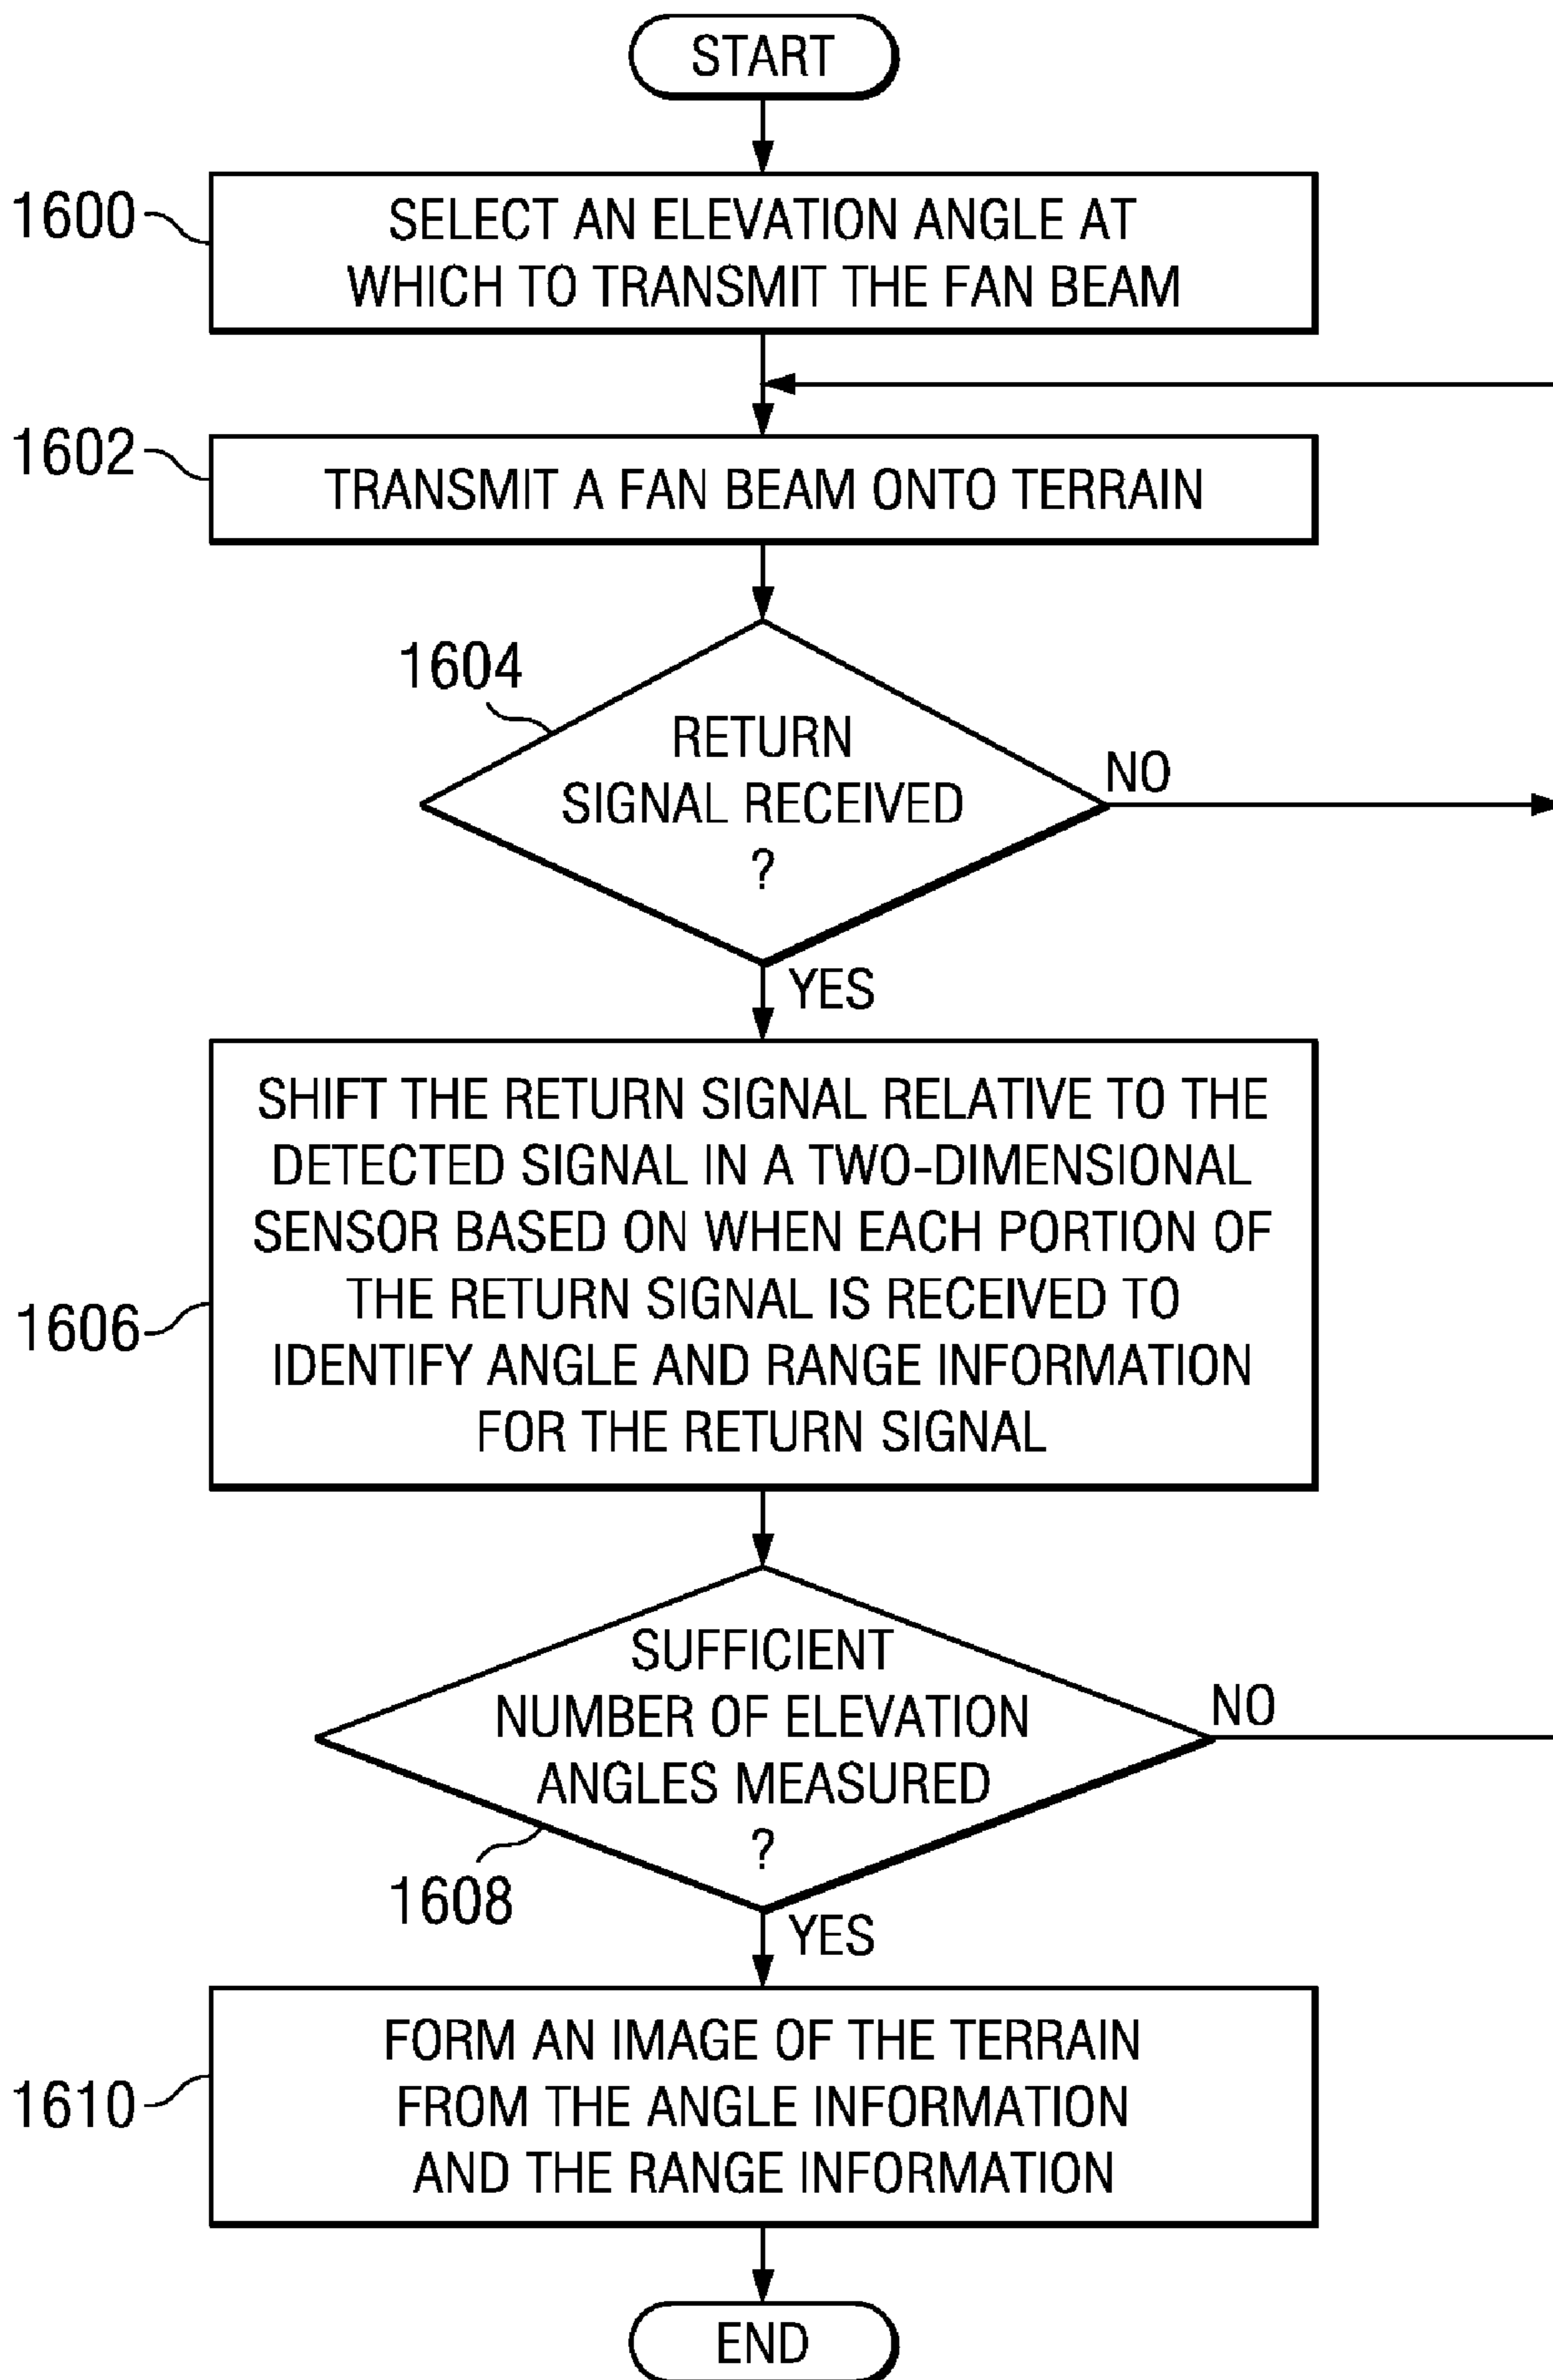 START
1600
SELECT AN ELEVATION ANGLE AT
WHICH TO TRANSMIT THE FAN BEAM
1602
TRANSMIT A FAN BEAM ONTO TERRAIN
1604
RETURN
SIGNAL RECEIVED
?
NO
YES
1606
SHIFT THE RETURN SIGNAL RELATIVE TO THE
DETECTED SIGNAL IN A TWO-DIMENSIONAL
SENSOR BASED ON WHEN EACH PORTION OF
THE RETURN SIGNAL IS RECEIVED TO
IDENTIFY ANGLE AND RANGE INFORMATION
FOR THE RETURN SIGNAL
SUFFICIENT
NUMBER OF ELEVATION
ANGLES MEASURED
?
NO
1608
YES
1610
FORM AN IMAGE OF THE TERRAIN
FROM THE ANGLE INFORMATION
AND THE RANGE INFORMATION
END